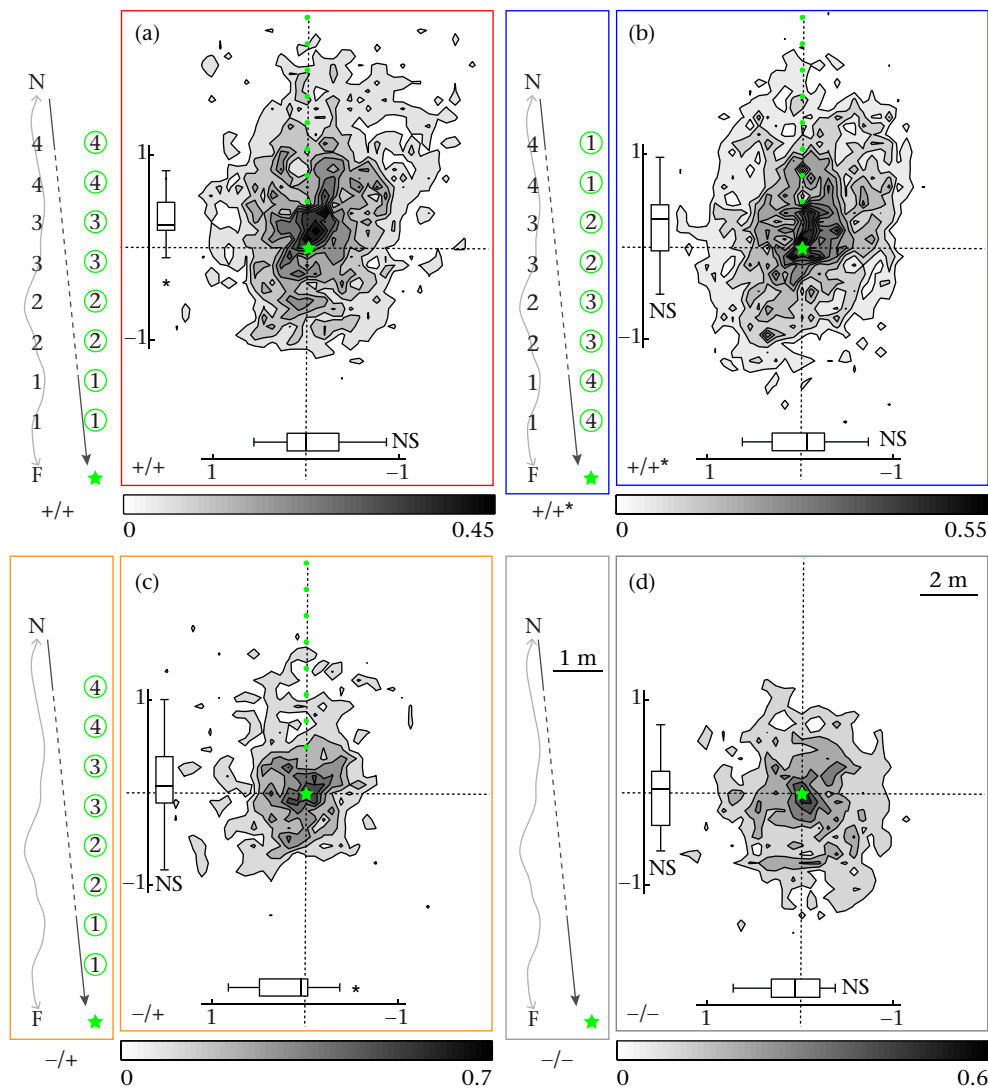 (a)
N
4 ④
4 ④
3 ③
3 ③
2 ②
2 ②
1 ①
1 ①
F
+/+
1
*
−1
NS
+/+
1 −1
0 0.45
(b)
N
4 ①
4 ①
3 ②
3 ②
2 ③
2 ③
1 ④
1 ④
F
+/+*
1
NS
−1
NS
+/+*
1 −1
0 0.55
(c)
N
④
④
③
③
②
②
①
①
F
−/+
1
−1 NS
*
−/+
1 −1
0 0.7
(d)
2 m
N
1 m
F
−/−
1
NS
−1
NS
−/−
1 −1
0 0.6